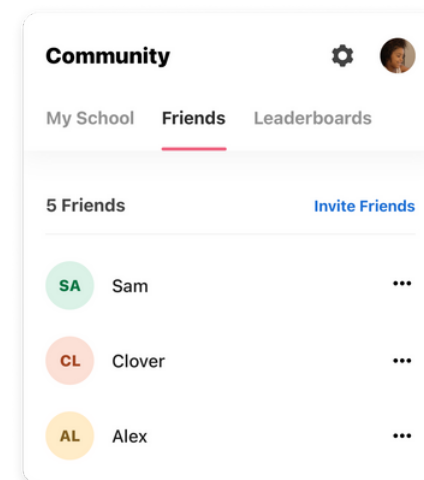 Community
My School Friends Leaderboards
5 Friends Invite Friends
SA Sam
CL Clover
AL Alex